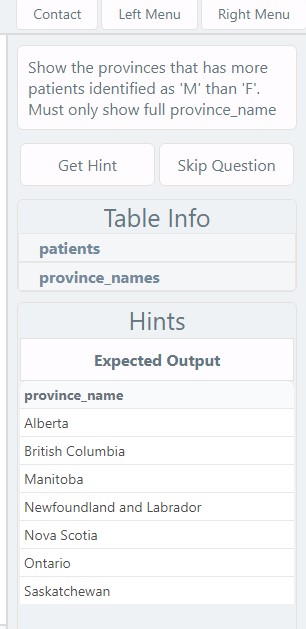 Contact
Left Menu
Right Menu
Show the provinces that has more
patients identified as 'M' than 'F'.
Must only show full province_name
Get Hint
Skip Question
Table Info
patients
province_names
Hints
Expected Output
province_name
Alberta
British Columbia
Manitoba
Newfoundland and Labrador
Nova Scotia
Ontario
Saskatchewan